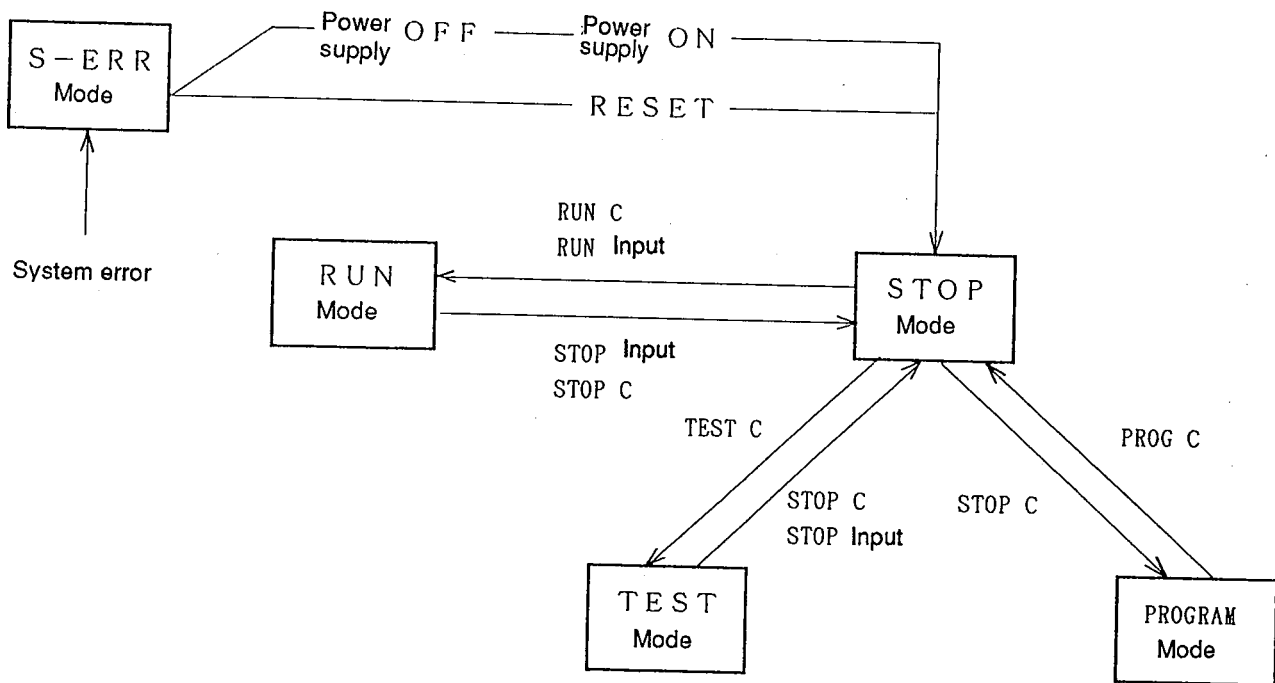 S-ERR
Mode
Power
supply
OFF
Power
supply
ON
RESET
System error
RUN C
RUN Input
RUN
Mode
STOP
Mode
STOP Input
STOP C
TEST C
STOP C
STOP Input
STOP C
PROG C
TEST
Mode
PROGRAM
Mode